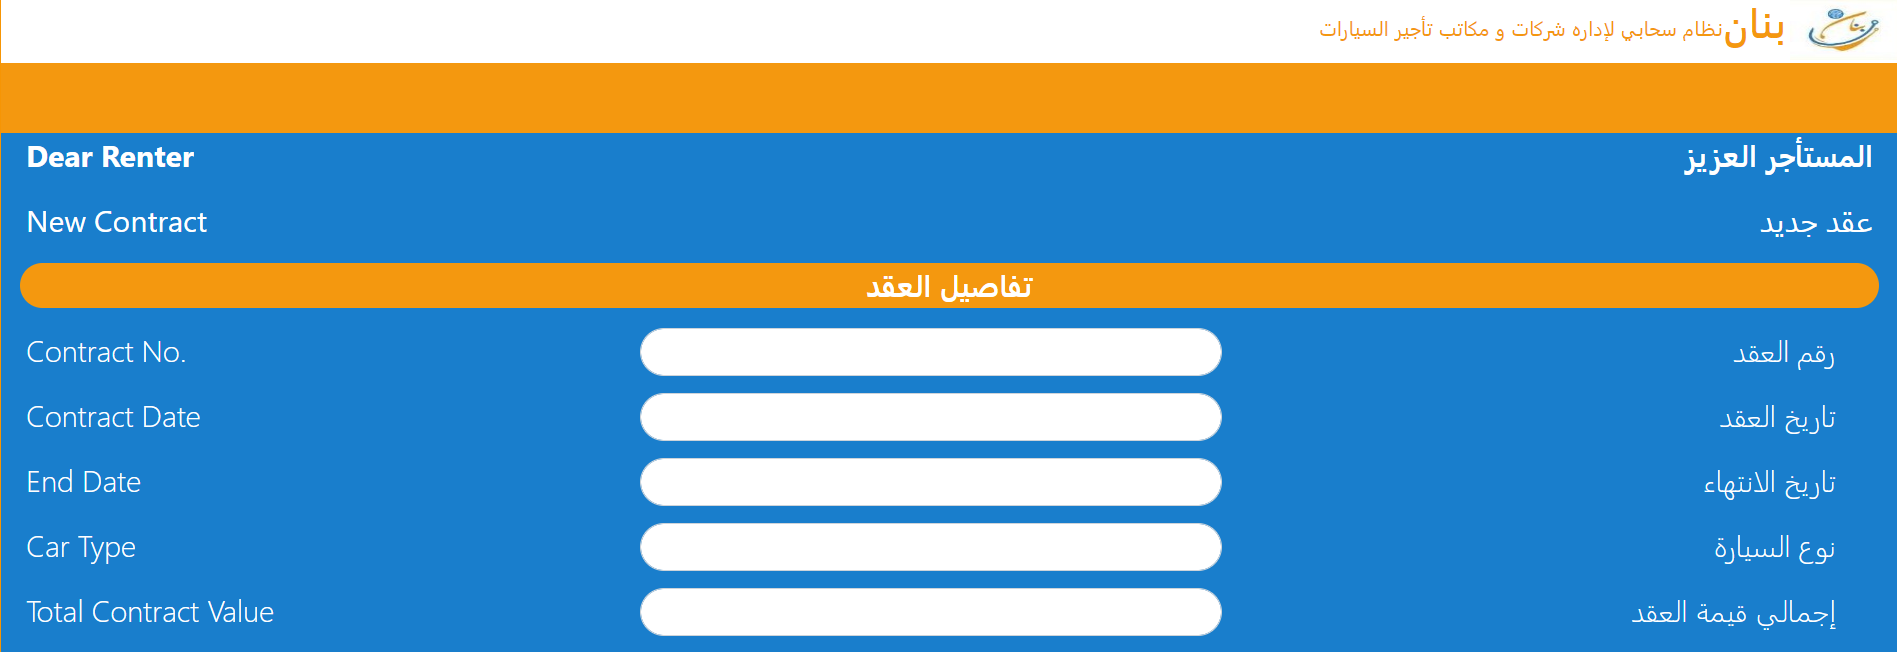 بنان نظام سحابي لإداره شركات و مكاتب تأجير السيارات
Dear Renter المستأجر العزيز
New Contract عقد جديد
تفاصيل العقد
Contract No. رقم العقد
Contract Date تاريخ العقد
End Date تاريخ الانتهاء
Car Type نوع السيارة
Total Contract Value إجمالي قيمة العقد